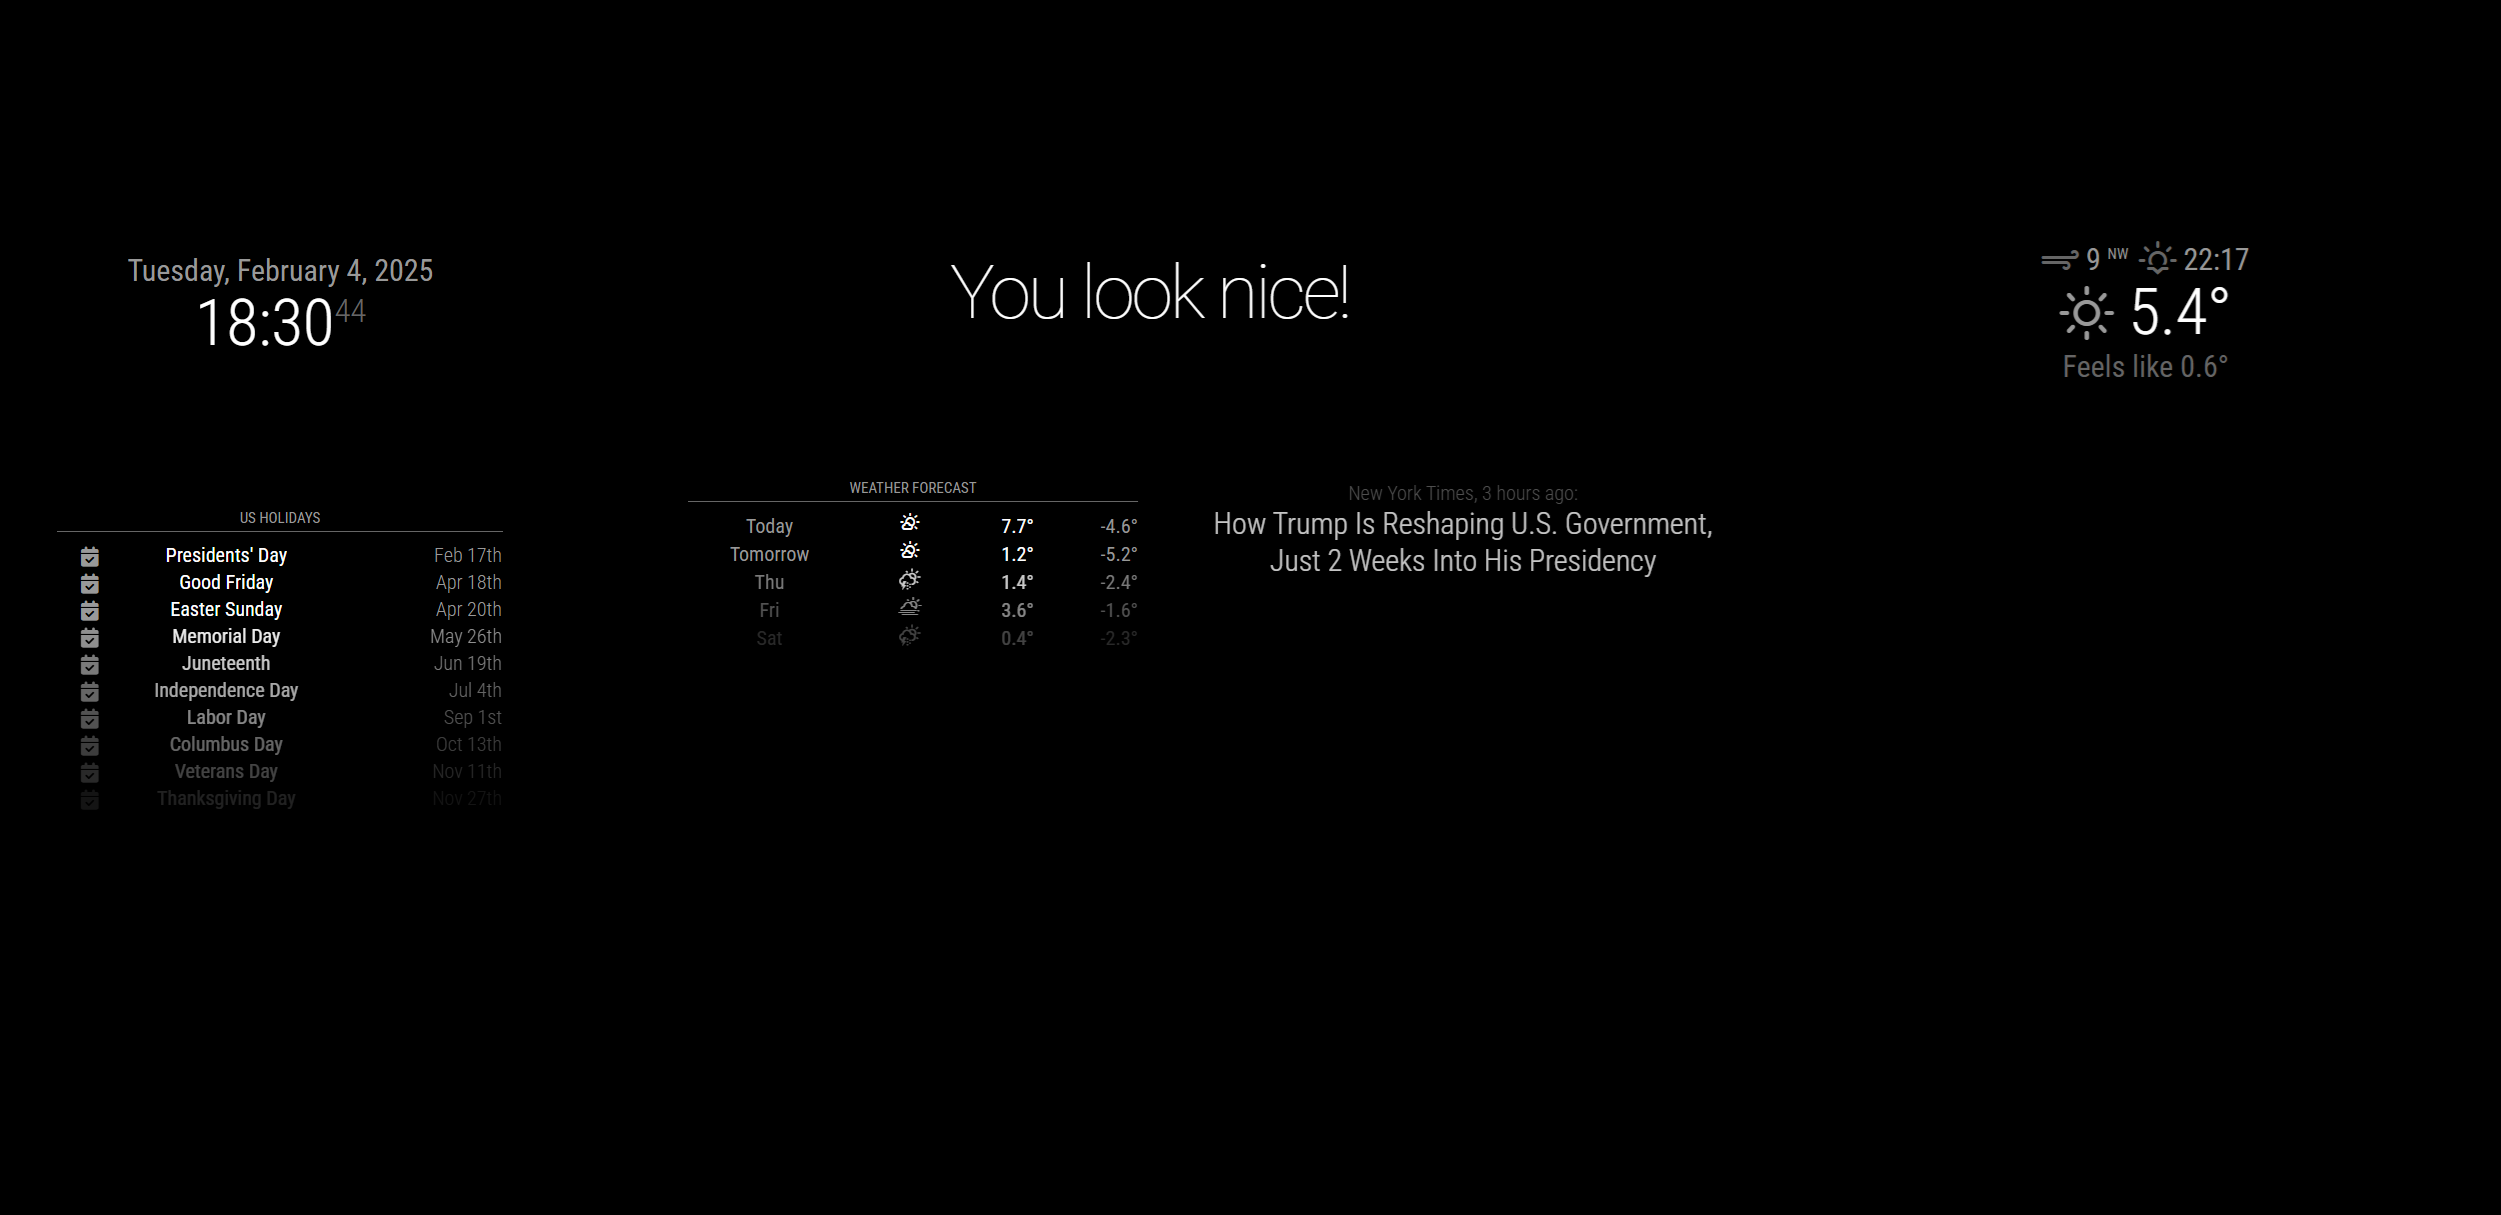 Tuesday, February 4, 2025
18:30 44
You look nice!
9 NW 22:17
5.4°
Feels like 0.6°
US HOLIDAYS
Presidents' Day Feb 17th
Good Friday Apr 18th
Easter Sunday Apr 20th
Memorial Day May 26th
Juneteenth Jun 19th
Independence Day Jul 4th
Labor Day Sep 1st
Columbus Day Oct 13th
Veterans Day Nov 11th
Thanksgiving Day Nov 27th
WEATHER FORECAST
Today 7.7° -4.6°
Tomorrow 1.2° -5.2°
Thu 1.4° -2.4°
Fri 3.6° -1.6°
Sat 0.4° -2.3°
New York Times, 3 hours ago:
How Trump Is Reshaping U.S. Government,
Just 2 Weeks Into His Presidency